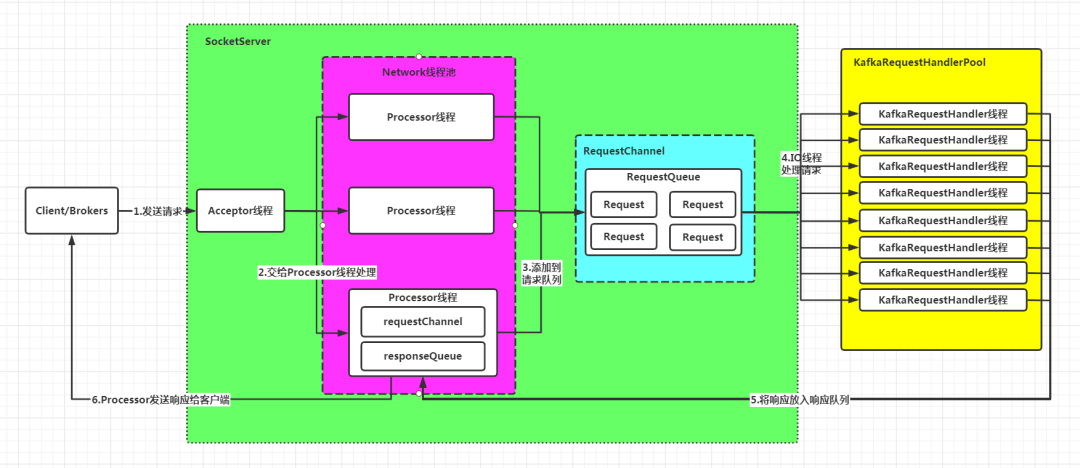 SocketServer
Network线程池
Processor线程
Processor线程
Processor线程
requestChannel
responseQueue
Client/Brokers
1.发送请求
Acceptor线程
2.交给Processor线程处理
3.添加到
请求队列
RequestChannel
RequestQueue
Request
Request
Request
Request
4.IO线程
处理请求
KafkaRequestHandlerPool
KafkaRequestHandler线程
KafkaRequestHandler线程
KafkaRequestHandler线程
KafkaRequestHandler线程
KafkaRequestHandler线程
KafkaRequestHandler线程
KafkaRequestHandler线程
KafkaRequestHandler线程
5.将响应放入响应队列
6.Processor发送响应给客户端